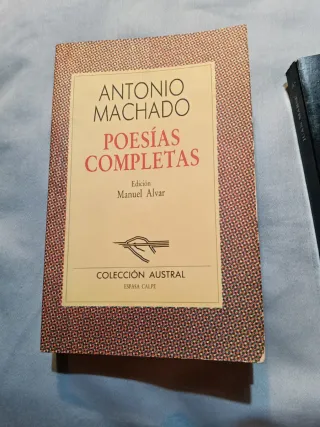 ANTONIO
MACHADO
POESÍAS
COMPLETAS
Edición
Manuel Alvar
COLECCIÓN AUSTRAL
ESPASA CALPE